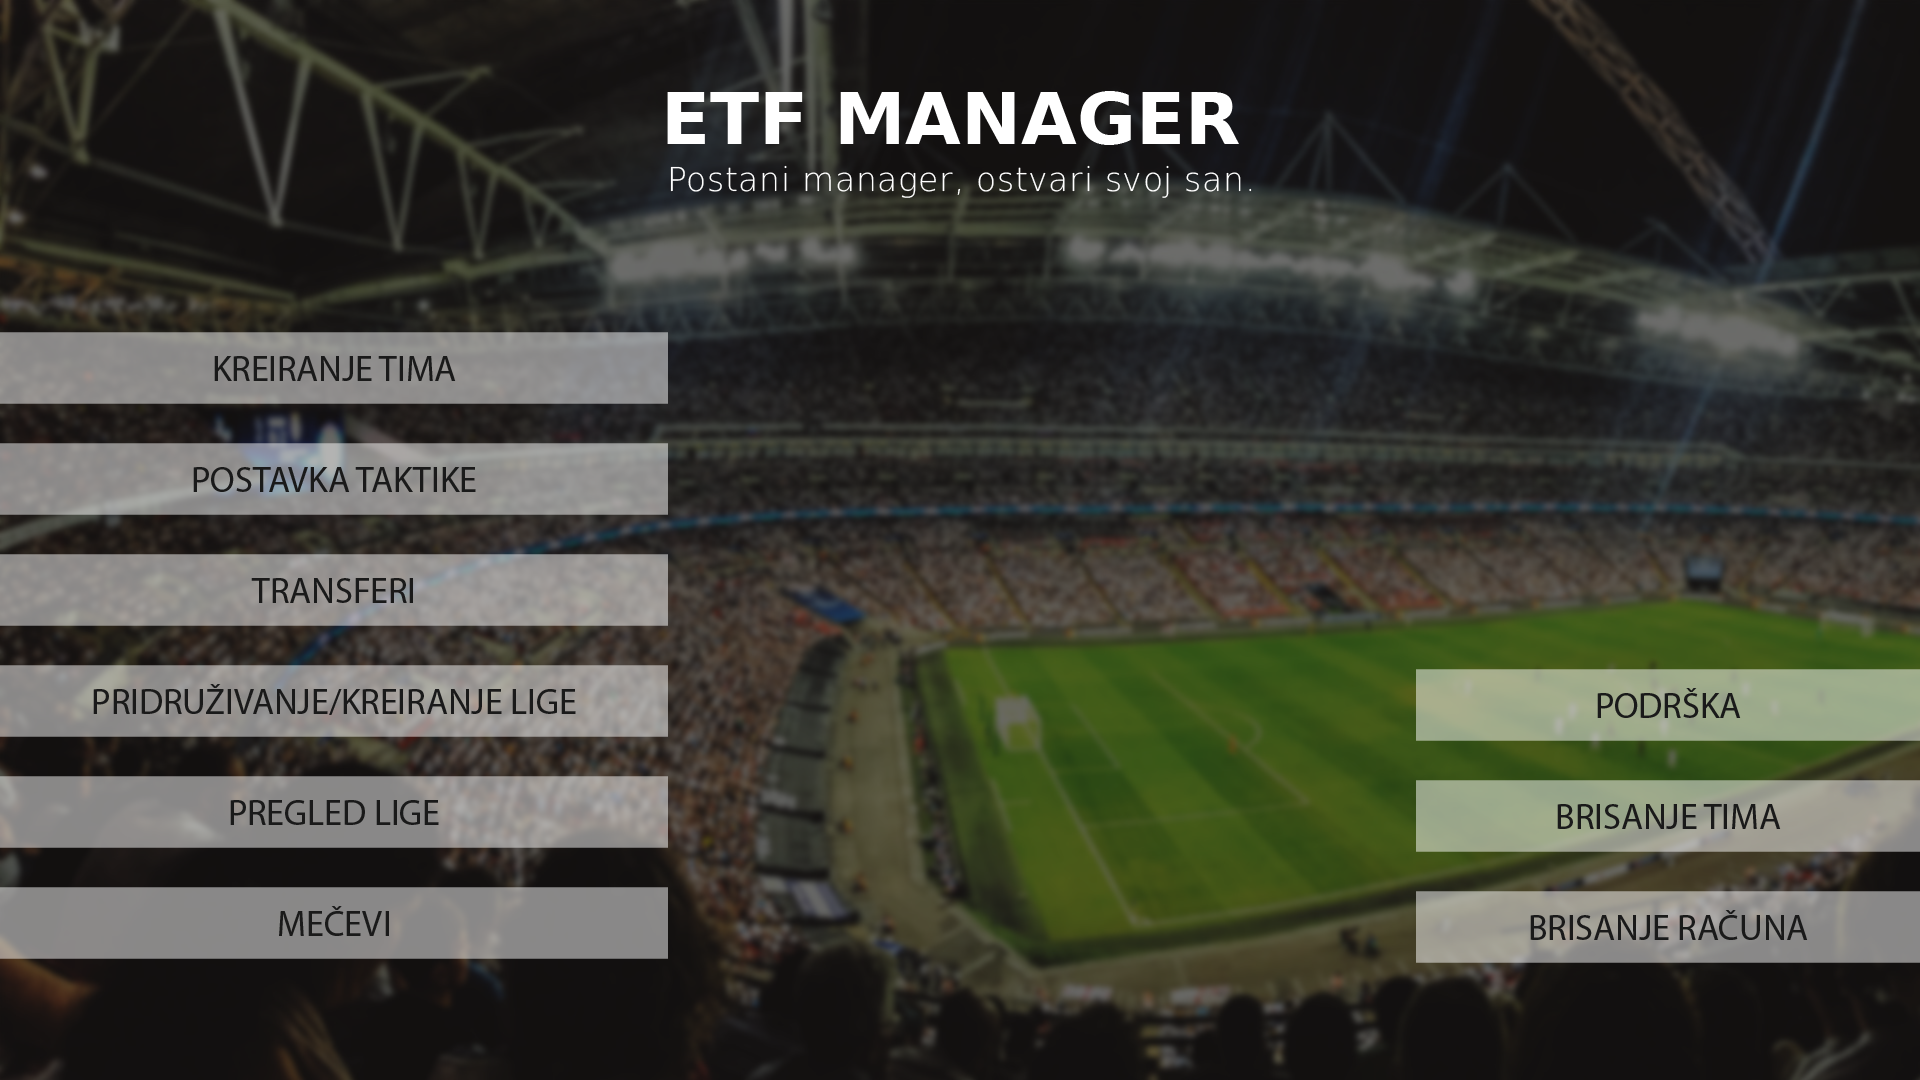 ETF MANAGER
Postani manager, ostvari svoj san.
KREIRANJE TIMA
POSTAVKA TAKTIKE
TRANSFERI
PRIDRUŽIVANJE/KREIRANJE LIGE
PREGLED LIGE
MEČEVI
PODRŠKA
BRISANJE TIMA
BRISANJE RAČUNA